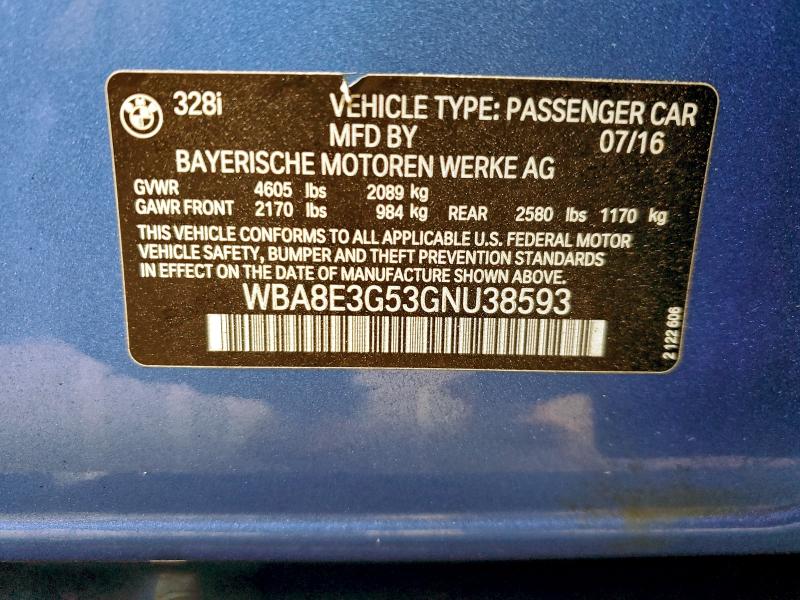 BMW 328i VEHICLE TYPE: PASSENGER CAR
MFD BY 07/16
BAYERISCHE MOTOREN WERKE AG
GVWR 4605 lbs 2089 kg
GAWR FRONT 2170 lbs 984 kg REAR 2580 lbs 1170 kg
THIS VEHICLE CONFORMS TO ALL APPLICABLE U.S. FEDERAL MOTOR
VEHICLE SAFETY, BUMPER AND THEFT PREVENTION STANDARDS
IN EFFECT ON THE DATE OF MANUFACTURE SHOWN ABOVE.
WBA8E3G53GNU38593
2 122 606